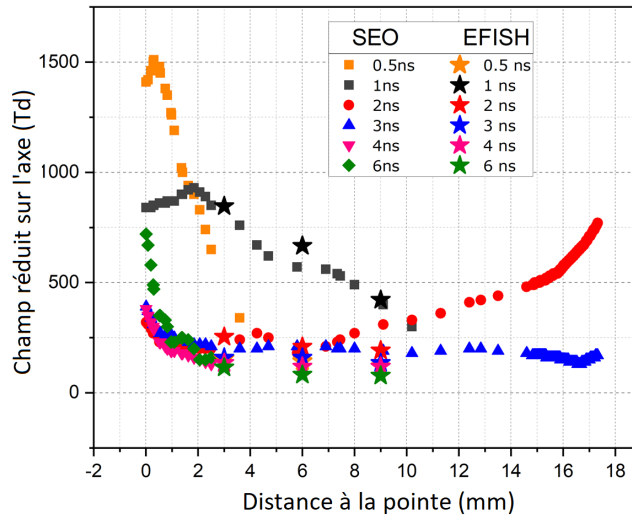 Champ réduit sur l'axe (Td)
1500
1000
500
0
SEO EFISH
0.5ns 0.5 ns
1ns 1 ns
2ns 2 ns
3ns 3 ns
4ns 4 ns
6ns 6 ns
-2 0 2 4 6 8 10 12 14 16 18
Distance à la pointe (mm)